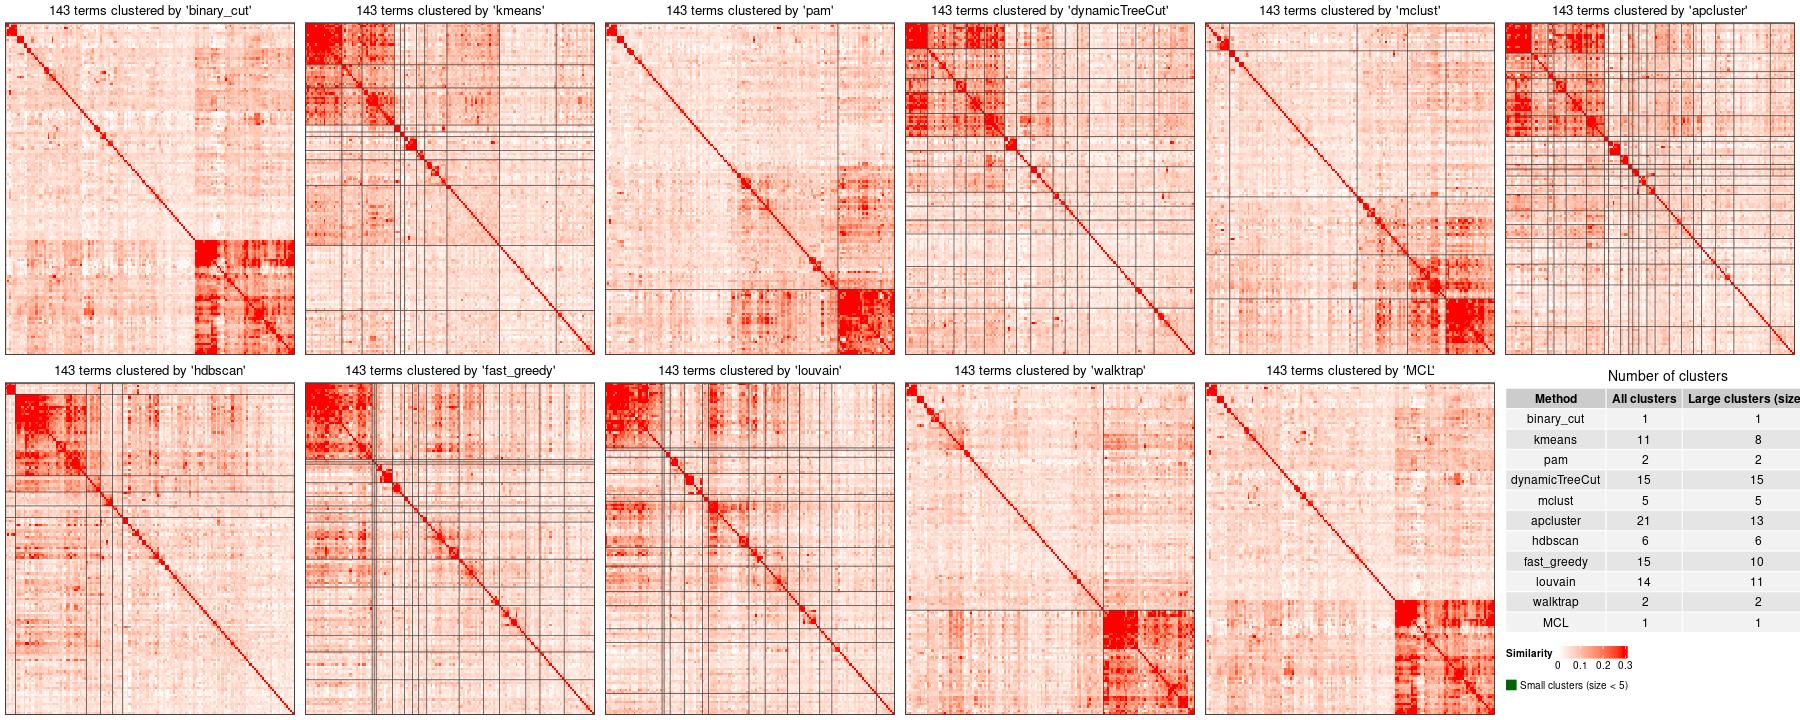 143 terms clustered by 'binary_cut'
143 terms clustered by 'kmeans'
143 terms clustered by 'pam'
143 terms clustered by 'dynamicTreeCut'
143 terms clustered by 'mclust'
143 terms clustered by 'apcluster'
143 terms clustered by 'hdbscan'
143 terms clustered by 'fast_greedy'
143 terms clustered by 'louvain'
143 terms clustered by 'walktrap'
143 terms clustered by 'MCL'
Number of clusters
Method All clusters Large clusters (size
binary_cut 1 1
kmeans 11 8
pam 2 2
dynamicTreeCut 15 15
mclust 5 5
apcluster 21 13
hdbscan 6 6
fast_greedy 15 10
louvain 14 11
walktrap 2 2
MCL 1 1
Similarity
0 0.1 0.2 0.3
Small clusters (size < 5)